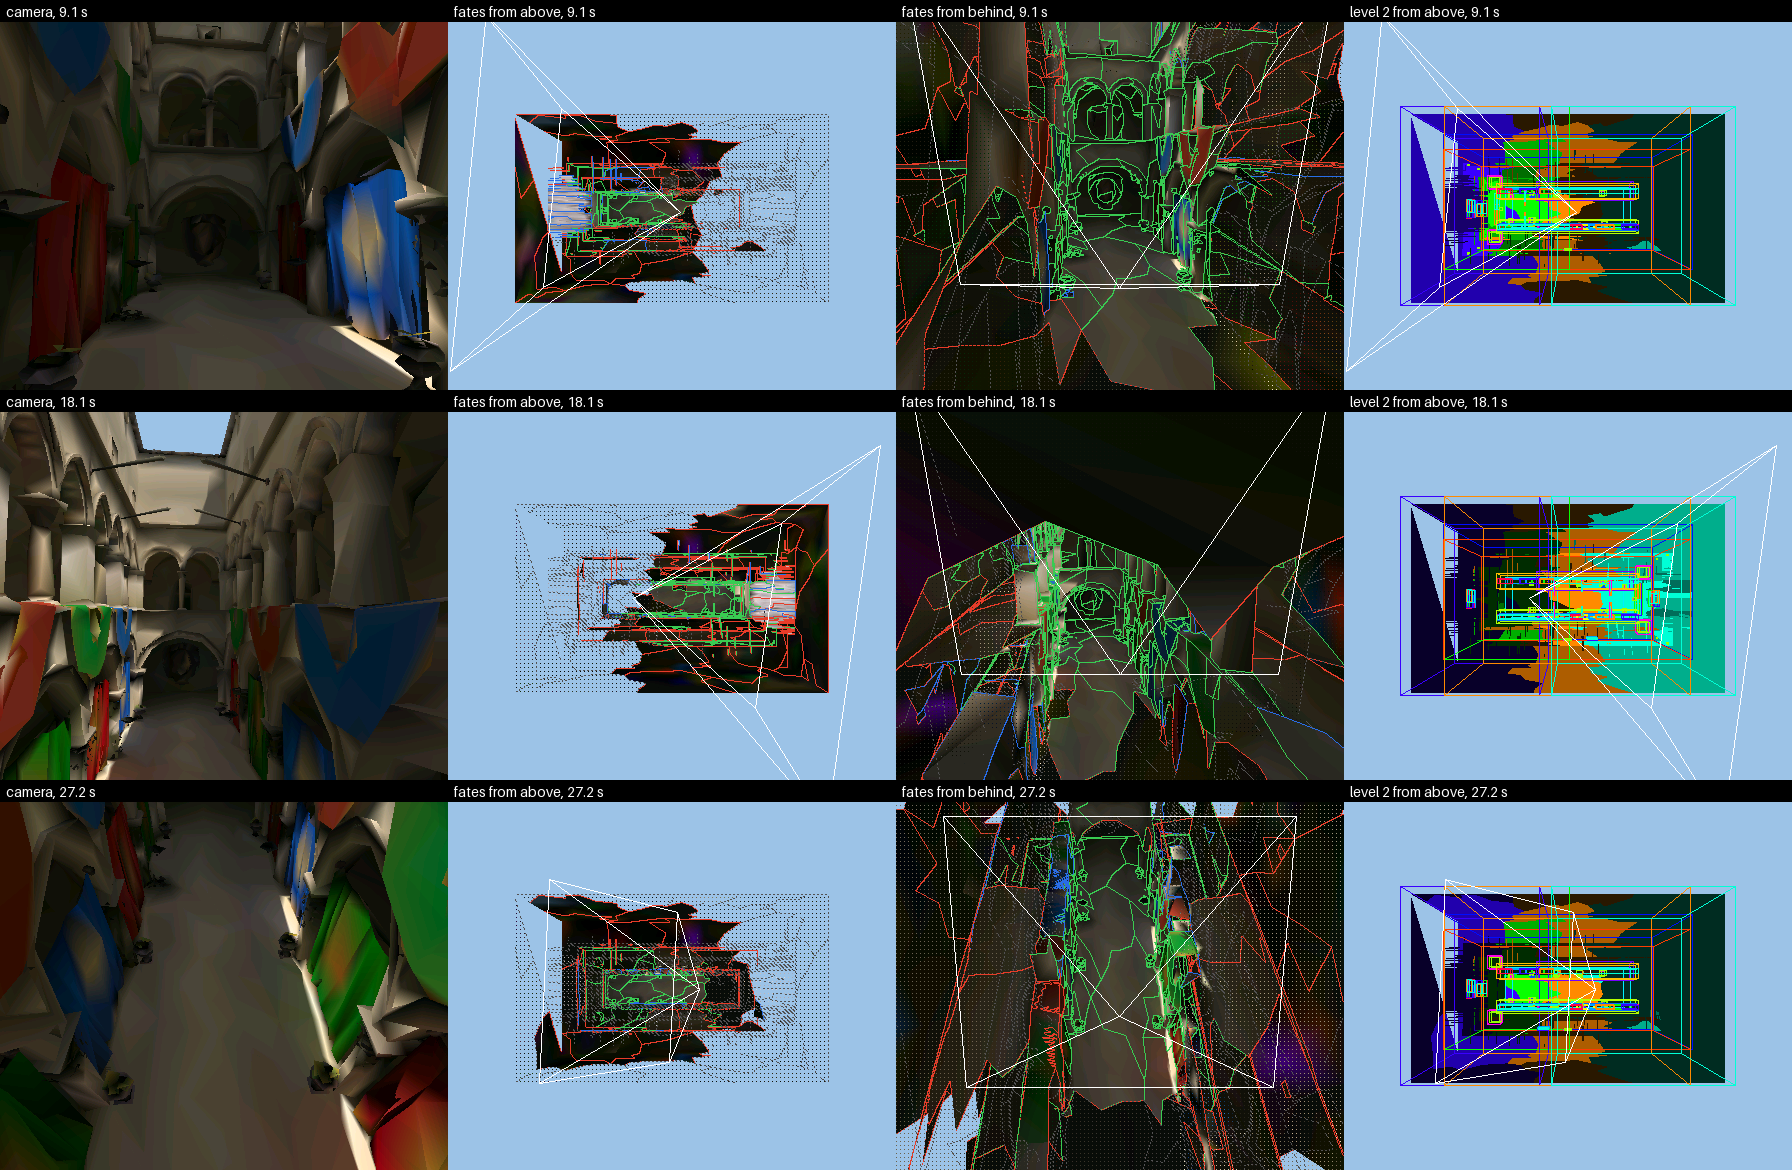 camera, 9.1 s
fates from above, 9.1 s
fates from behind, 9.1 s
level 2 from above, 9.1 s
camera, 18.1 s
fates from above, 18.1 s
fates from behind, 18.1 s
level 2 from above, 18.1 s
camera, 27.2 s
fates from above, 27.2 s
fates from behind, 27.2 s
level 2 from above, 27.2 s